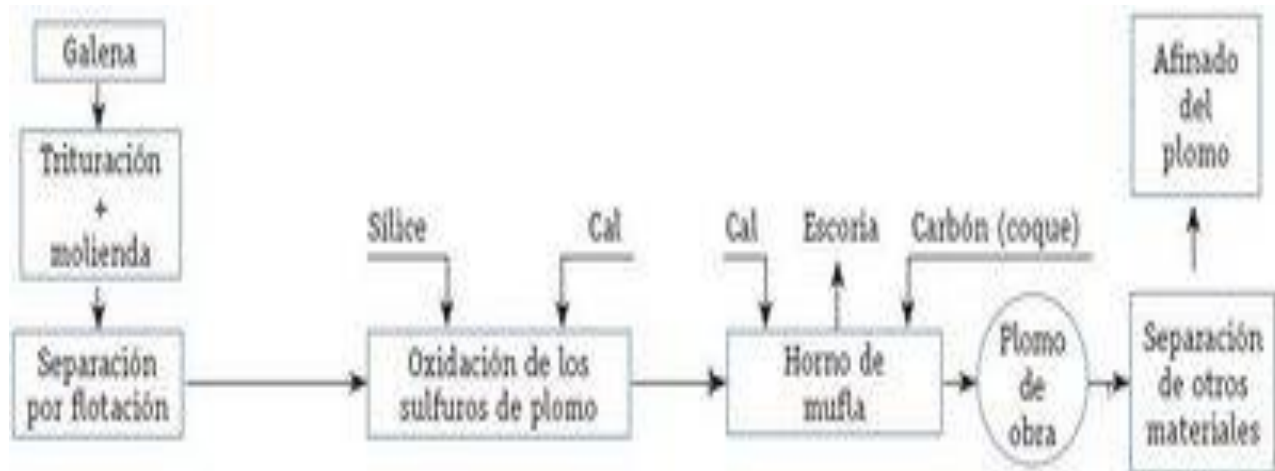 Galena
Trituración
+
molienda
Separación
por flotación
Sílice
Cal
Oxidación de los
sulfuros de plomo
Cal
Escoria
Carbón (coque)
Horno de
mufla
Plomo
de
obra
Separación
de otros
materiales
Afinado
del
plomo